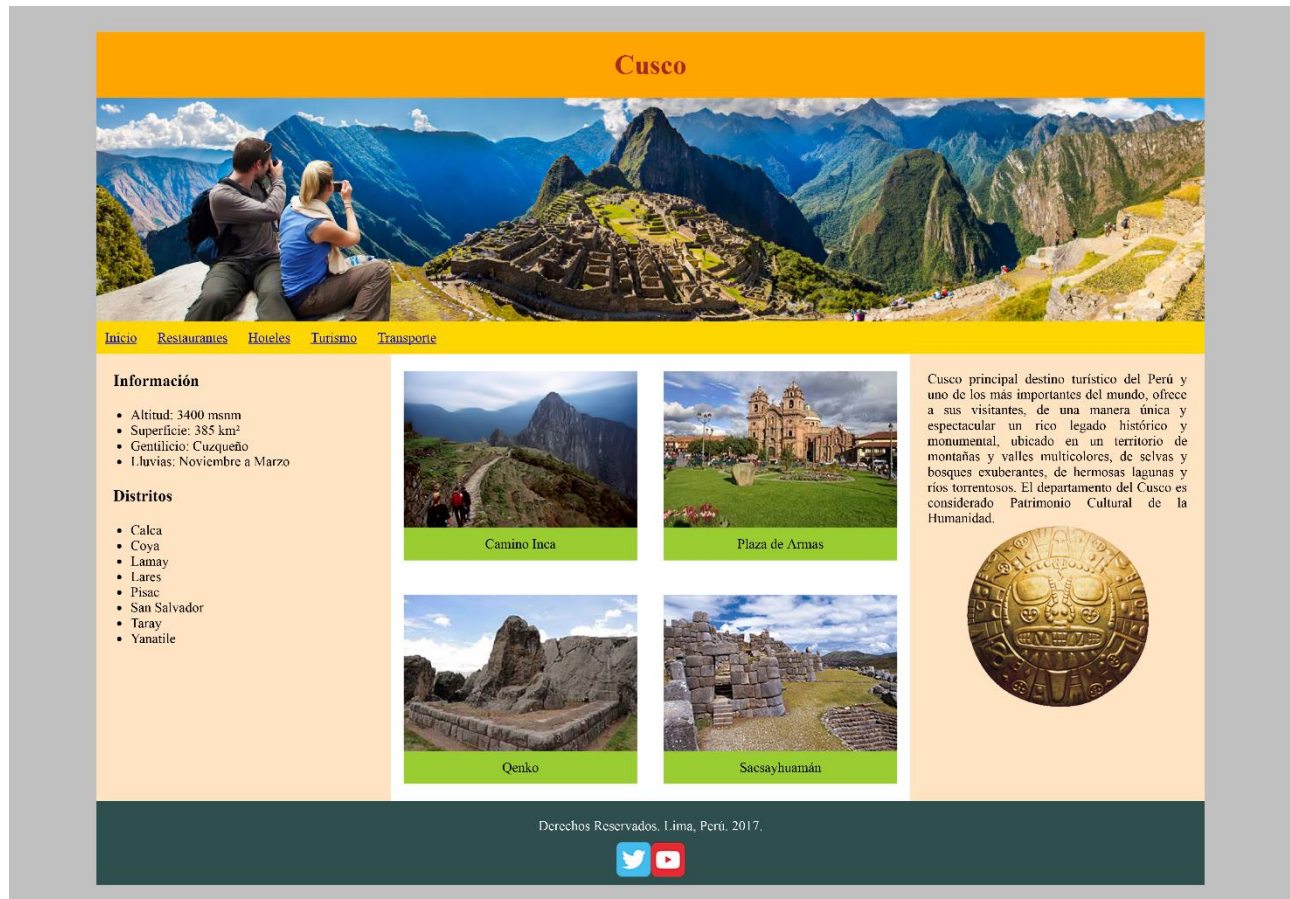 Cusco
Inicio Restaurantes Hoteles Turismo Transporte
Información
Altitud: 3400 msnm
Superficie: 385 km²
Gentilicio: Cuzqueño
Lluvias: Noviembre a Marzo
Distritos
Calca
Coya
Lamay
Lares
Pisac
San Salvador
Taray
Yanatile
Camino Inca
Plaza de Armas
Qenko
Sacsayhuamán
Cusco principal destino turístico del Perú y
uno de los más importantes del mundo, ofrece
a sus visitantes, de una manera única y
espectacular un rico legado histórico y
monumental, ubicado en un territorio de
montañas y valles multicolores, de selvas y
bosques exuberantes, de hermosas lagunas y
ríos torrentosos. El departamento del Cusco es
considerado Patrimonio Cultural de la
Humanidad.
Derechos Reservados. Lima, Perú. 2017.